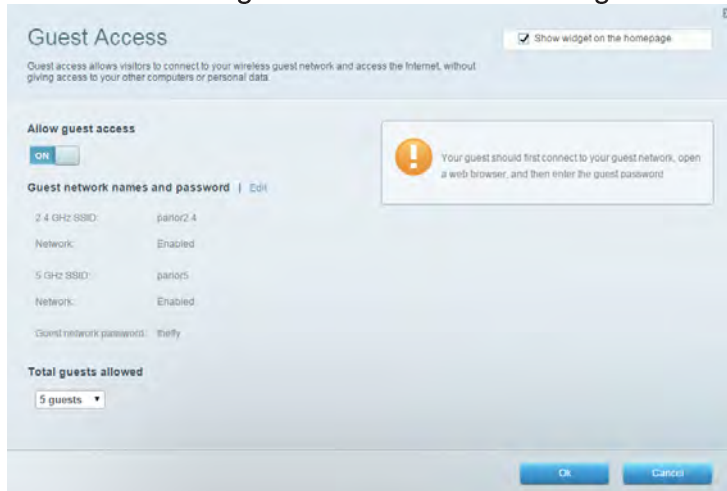 Guest Access
Show widget on the homepage
Guest access allows visitors to connect to your wireless guest network and access the Internet, without
giving access to your other computers or personal data.
Allow guest access
ON
Your guest should first connect to your guest network, open
a web browser, and then enter the guest password
Guest network names and password | Edit
2.4 GHz SSID: parlor2.4
Network: Enabled
5 GHz SSID: parlor5
Network: Enabled
Guest network password: thefly
Total guests allowed
5 guests
Ok
Cancel